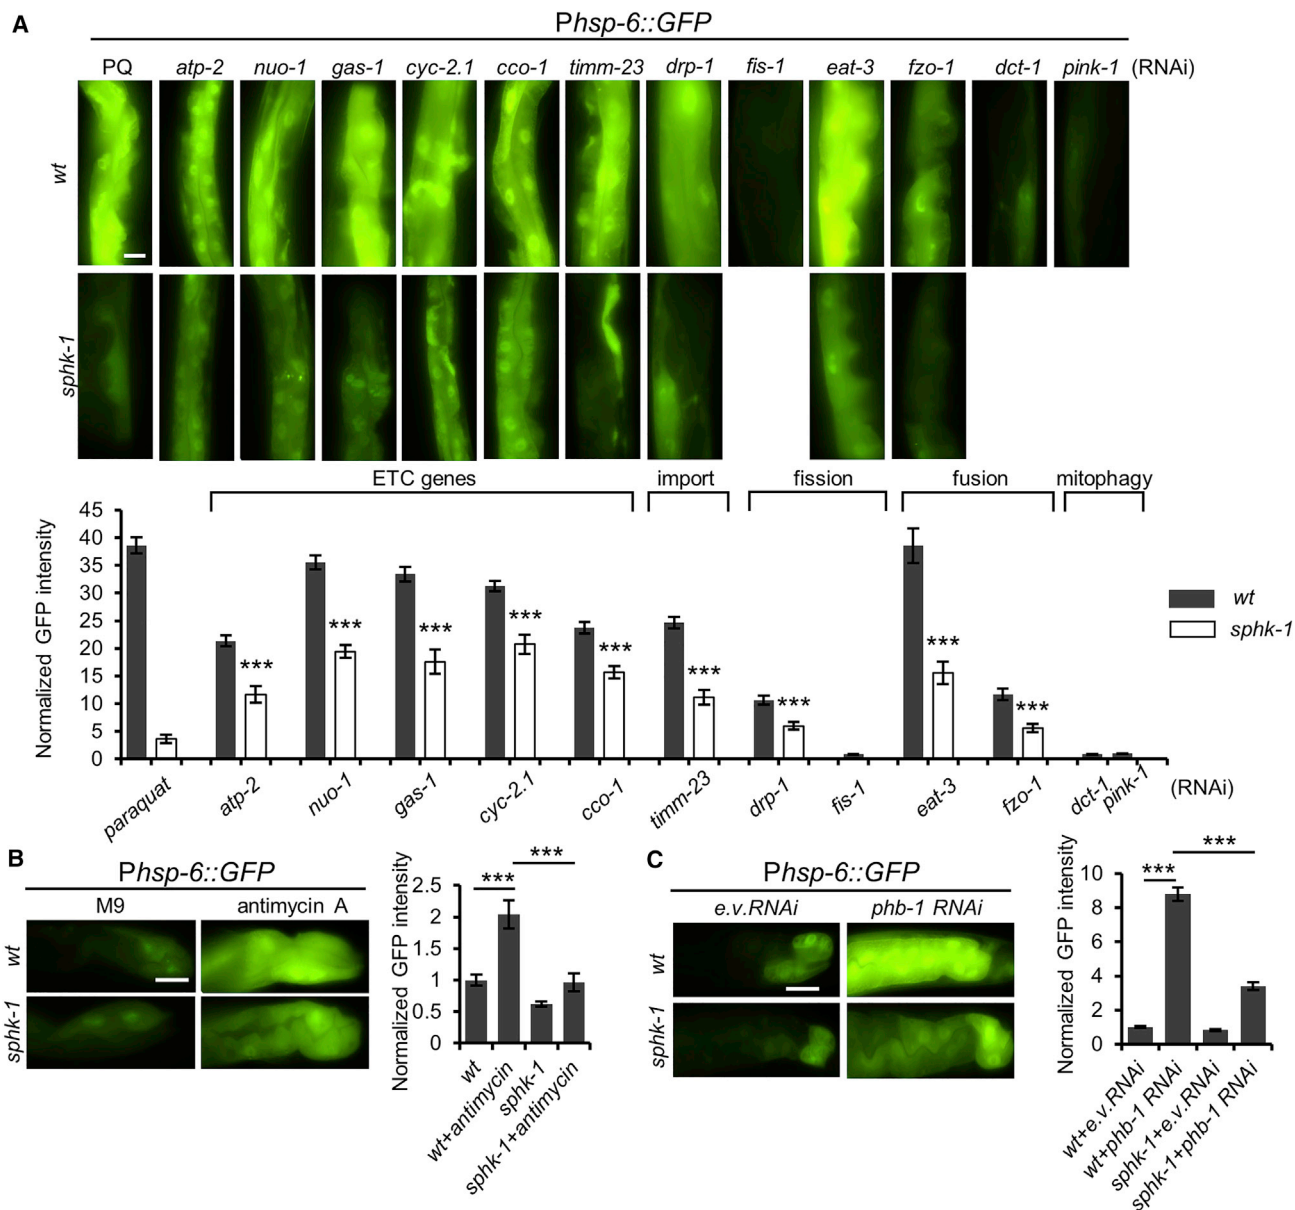 A
Phsp-6::GFP
PQ atp-2 nuo-1 gas-1 cyc-2.1 cco-1 timm-23 drp-1 fis-1 eat-3 fzo-1 dct-1 pink-1 (RNAi)
wt
sphk-1
ETC genes import fission fusion mitophagy
Normalized GFP intensity
45
40
35
30
25
20
15
10
5
0
*** *** *** *** *** *** *** *** ***
wt
sphk-1
paraquat atp-2 nuo-1 gas-1 cyc-2.1 cco-1 timm-23 drp-1 fis-1 eat-3 fzo-1 dct-1 pink-1 (RNAi)
B
Phsp-6::GFP
M9 antimycin A
wt
sphk-1
Normalized GFP intensity
2.5
2
1.5
1
0.5
0
*** ***
wt
wt+antimycin
sphk-1
sphk-1+antimycin
C
Phsp-6::GFP
e.v.RNAi phb-1 RNAi
wt
sphk-1
Normalized GFP intensity
10
8
6
4
2
0
*** ***
wt+e.v.RNAi
wt+phb-1 RNAi
sphk-1+e.v.RNAi
sphk-1+phb-1 RNAi